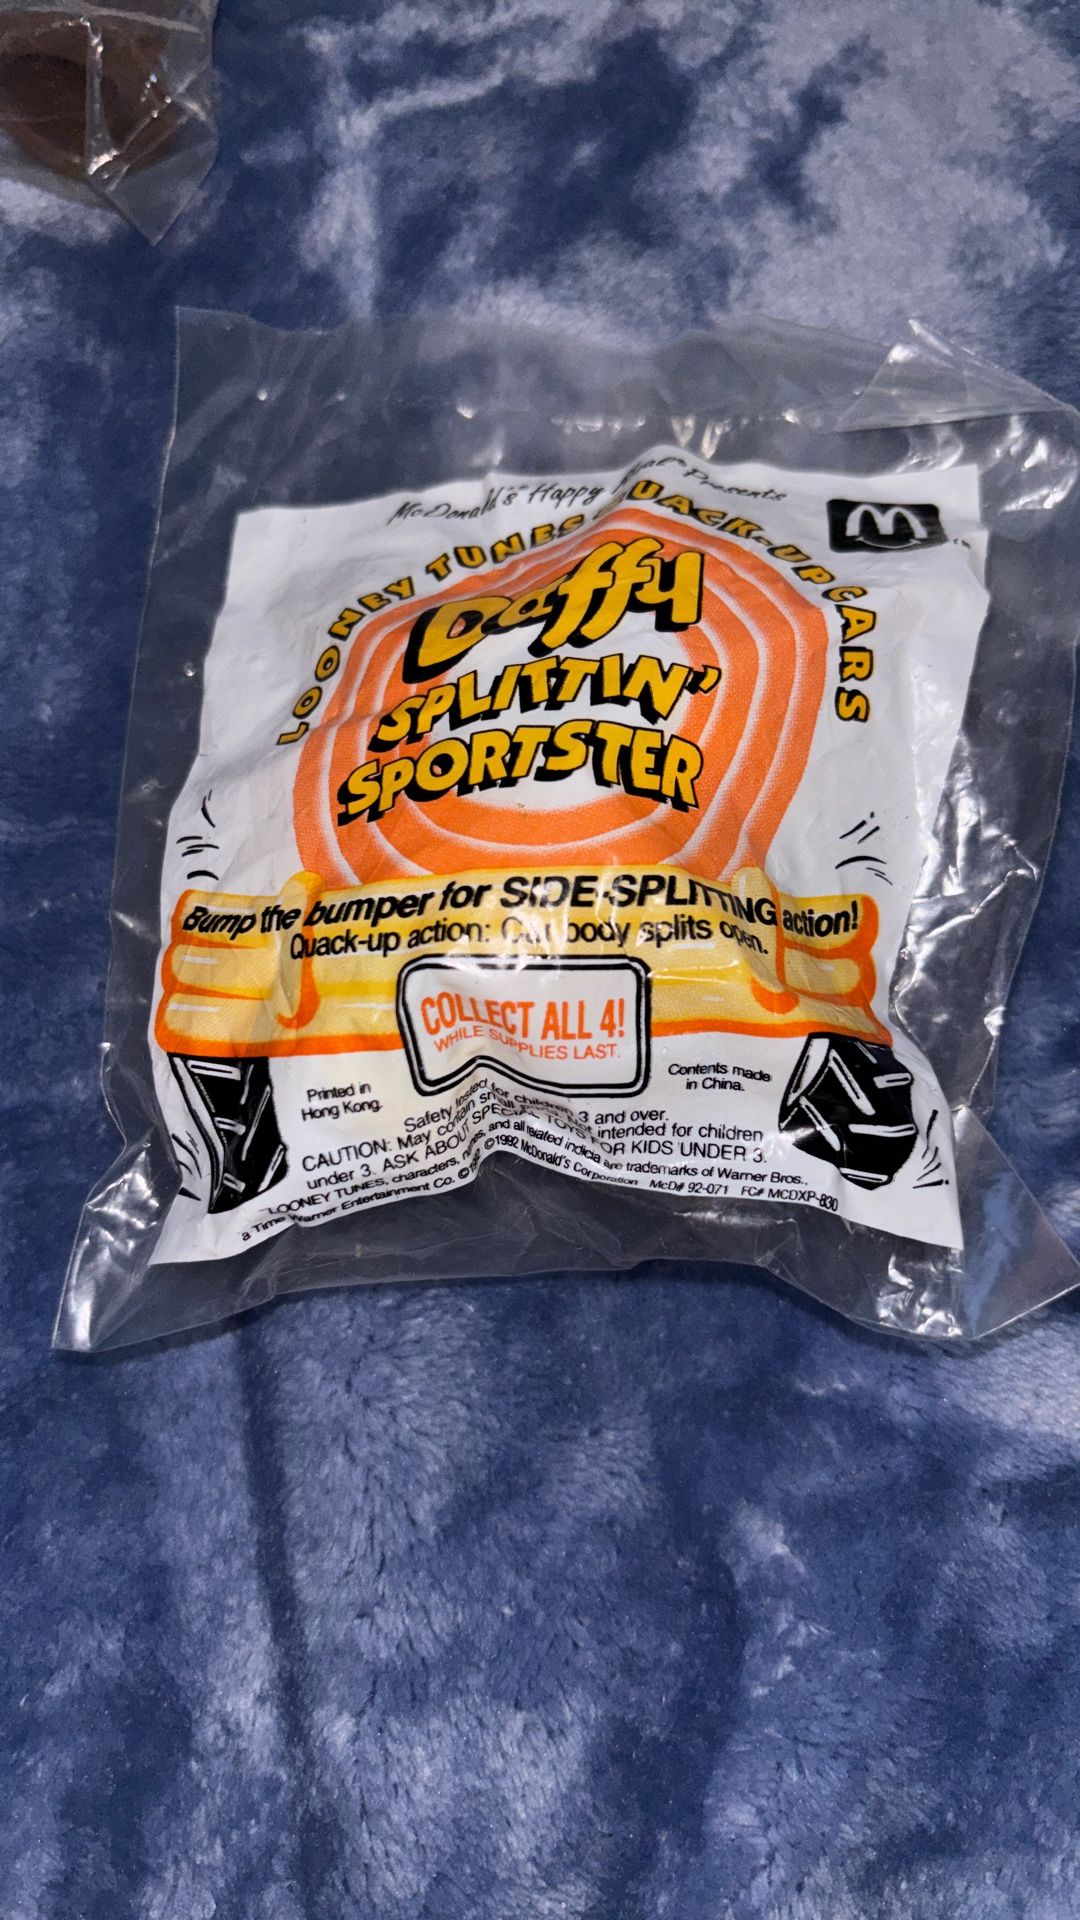 McDonald's® Happy Meal® Presents
LOONEY TUNES QUACK-UP CARS
Daffy
SPLITTIN'
SPORTSTER
Bump the bumper for SIDE-SPLITTING action!
Quack-up action: Car body splits open.
COLLECT ALL 4!
WHILE SUPPLIES LAST.
Printed in
Hong Kong.
Contents made
in China.
Safety tested for children 3 and over.
CAUTION: May contain small parts. Not intended for children
under 3. ASK ABOUT SPECIAL TOYS FOR KIDS UNDER 3.
LOONEY TUNES, characters, names, and all related indicia are trademarks of Warner Bros.,
a Time Warner Entertainment Co. ©1992. ©1992 McDonald's Corporation McD# 92-071 FC# MCDXP-830